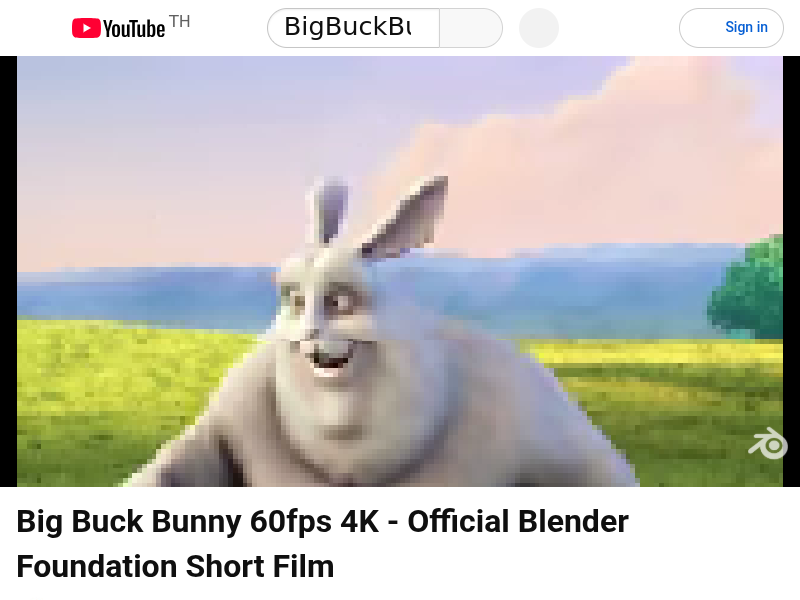 YouTube TH
BigBuckBu
Sign in
Big Buck Bunny 60fps 4K - Official Blender
Foundation Short Film